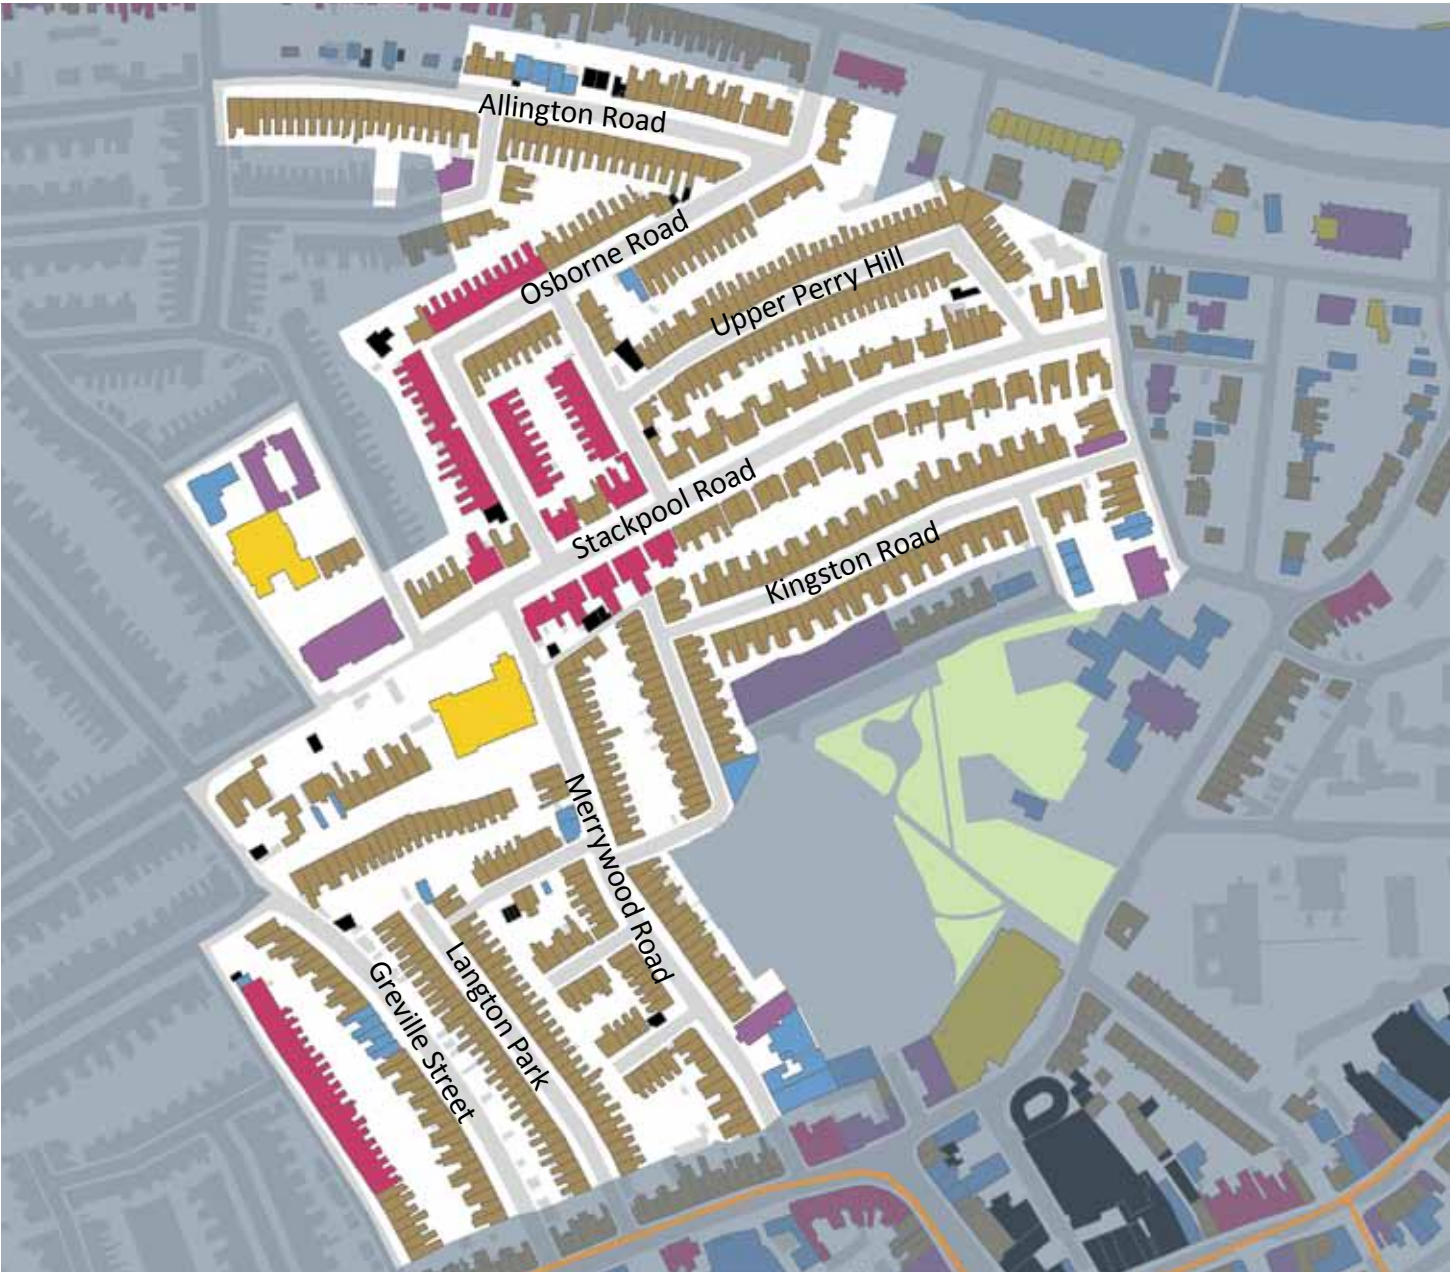 Allington Road
Osborne Road
Upper Perry Hill
Stackpool Road
Kingston Road
Merrywood Road
Langton Park
Greville Street